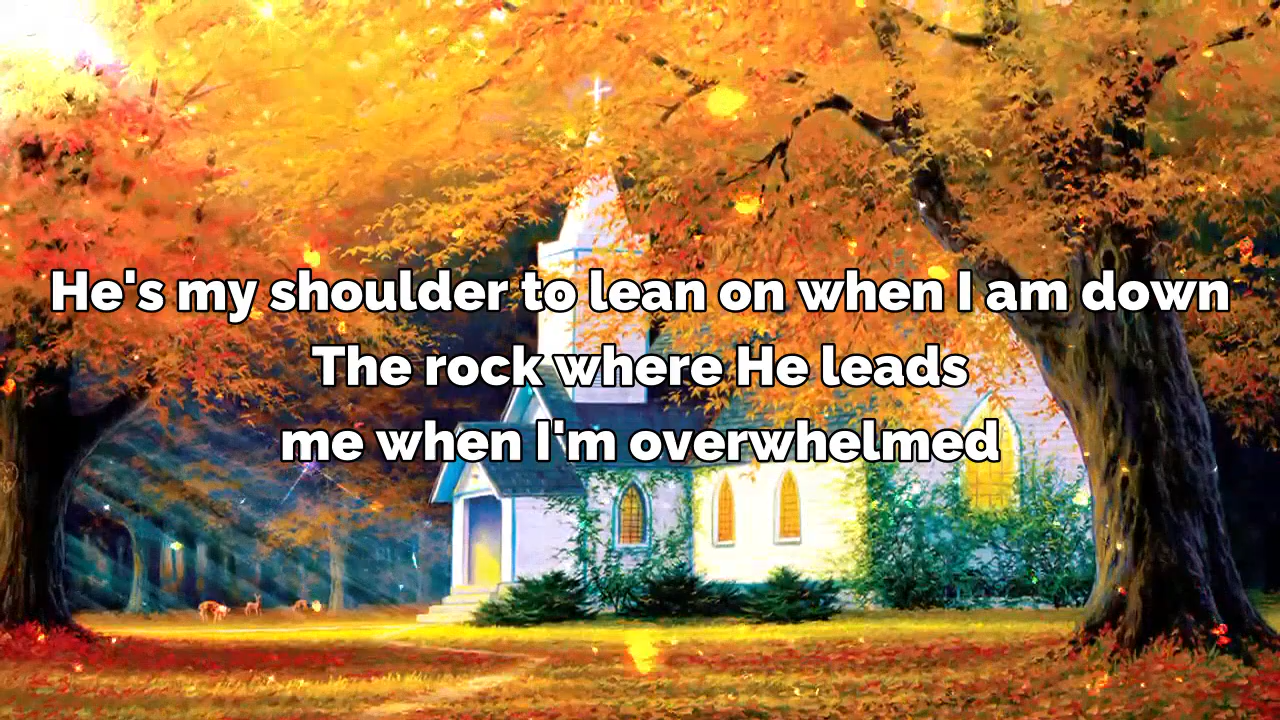 He's my shoulder to lean on when I am down
The rock where He leads
me when I'm overwhelmed